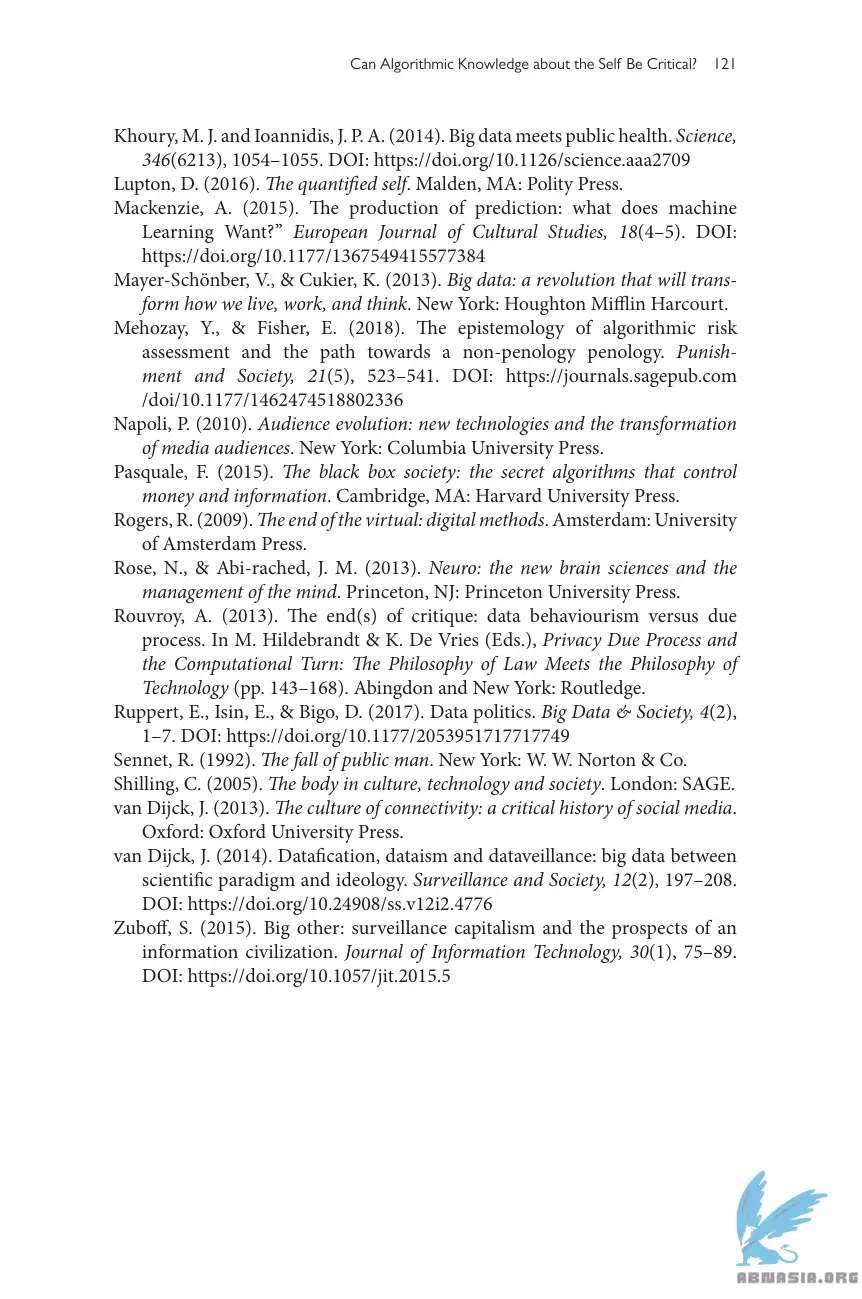 Can Algorithmic Knowledge about the Self Be Critical? 121
Khoury, M. J. and Ioannidis, J. P. A. (2014). Big data meets public health. Science,
346(6213), 1054–1055. DOI: https://doi.org/10.1126/science.aaa2709
Lupton, D. (2016). The quantified self. Malden, MA: Polity Press.
Mackenzie, A. (2015). The production of prediction: what does machine
Learning Want?” European Journal of Cultural Studies, 18(4–5). DOI:
https://doi.org/10.1177/1367549415577384
Mayer-Schönber, V., & Cukier, K. (2013). Big data: a revolution that will trans-
form how we live, work, and think. New York: Houghton Mifflin Harcourt.
Mehozay, Y., & Fisher, E. (2018). The epistemology of algorithmic risk
assessment and the path towards a non-penology penology. Punish-
ment and Society, 21(5), 523–541. DOI: https://journals.sagepub.com
/doi/10.1177/1462474518802336
Napoli, P. (2010). Audience evolution: new technologies and the transformation
of media audiences. New York: Columbia University Press.
Pasquale, F. (2015). The black box society: the secret algorithms that control
money and information. Cambridge, MA: Harvard University Press.
Rogers, R. (2009). The end of the virtual: digital methods. Amsterdam: University
of Amsterdam Press.
Rose, N., & Abi-rached, J. M. (2013). Neuro: the new brain sciences and the
management of the mind. Princeton, NJ: Princeton University Press.
Rouvroy, A. (2013). The end(s) of critique: data behaviourism versus due
process. In M. Hildebrandt & K. De Vries (Eds.), Privacy Due Process and
the Computational Turn: The Philosophy of Law Meets the Philosophy of
Technology (pp. 143–168). Abingdon and New York: Routledge.
Ruppert, E., Isin, E., & Bigo, D. (2017). Data politics. Big Data & Society, 4(2),
1–7. DOI: https://doi.org/10.1177/2053951717717749
Sennet, R. (1992). The fall of public man. New York: W. W. Norton & Co.
Shilling, C. (2005). The body in culture, technology and society. London: SAGE.
van Dijck, J. (2013). The culture of connectivity: a critical history of social media.
Oxford: Oxford University Press.
van Dijck, J. (2014). Datafication, dataism and dataveillance: big data between
scientific paradigm and ideology. Surveillance and Society, 12(2), 197–208.
DOI: https://doi.org/10.24908/ss.v12i2.4776
Zuboff, S. (2015). Big other: surveillance capitalism and the prospects of an
information civilization. Journal of Information Technology, 30(1), 75–89.
DOI: https://doi.org/10.1057/jit.2015.5
ABNASIA.ORG